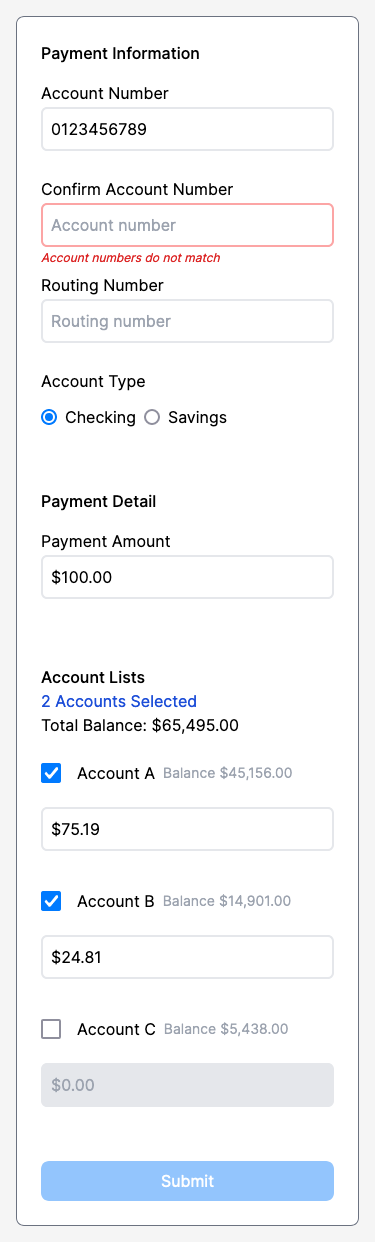 Payment Information
Account Number
0123456789
Confirm Account Number
Account number
Account numbers do not match
Routing Number
Routing number
Account Type
Checking Savings
Payment Detail
Payment Amount
$100.00
Account Lists
2 Accounts Selected
Total Balance: $65,495.00
Account A Balance $45,156.00
$75.19
Account B Balance $14,901.00
$24.81
Account C Balance $5,438.00
$0.00
Submit